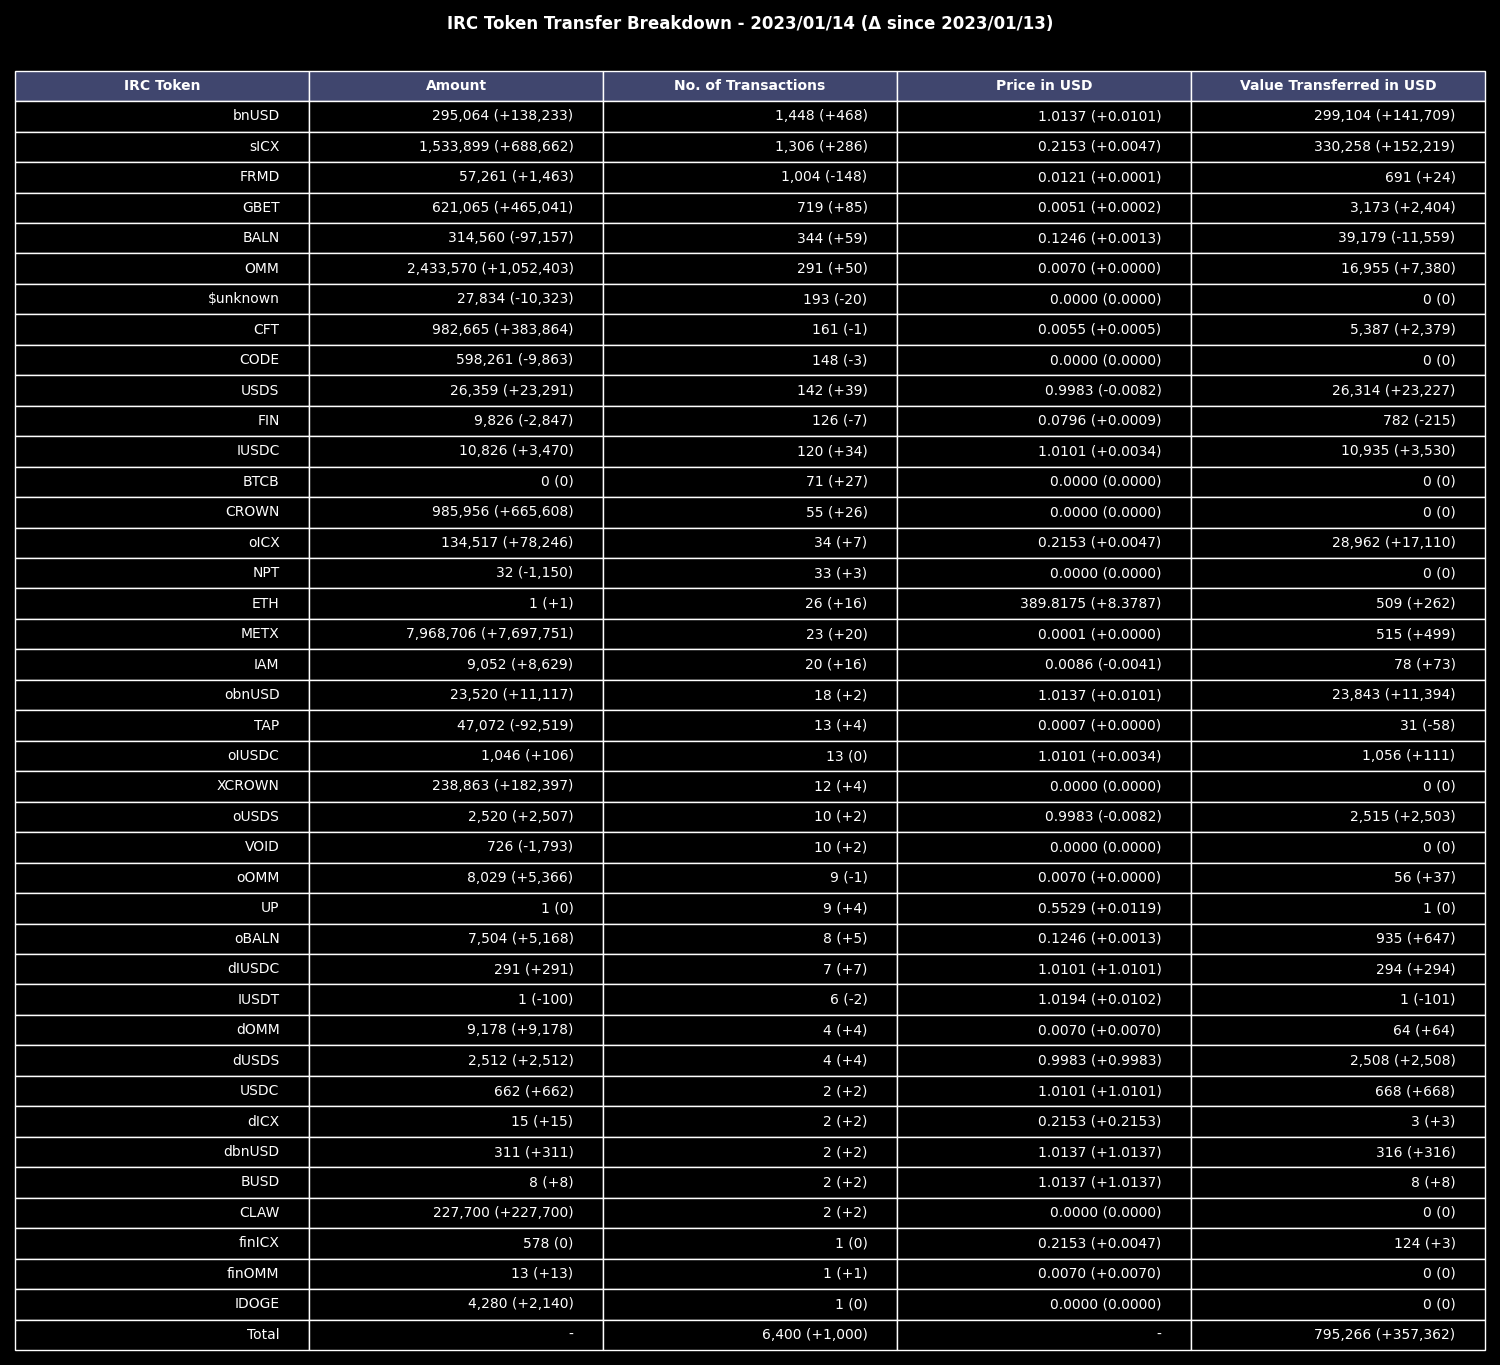 IRC Token Transfer Breakdown - 2023/01/14 (Δ since 2023/01/13)
IRC Token Amount No. of Transactions Price in USD Value Transferred in USD
bnUSD 295,064 (+138,233) 1,448 (+468) 1.0137 (+0.0101) 299,104 (+141,709)
sICX 1,533,899 (+688,662) 1,306 (+286) 0.2153 (+0.0047) 330,258 (+152,219)
FRMD 57,261 (+1,463) 1,004 (-148) 0.0121 (+0.0001) 691 (+24)
GBET 621,065 (+465,041) 719 (+85) 0.0051 (+0.0002) 3,173 (+2,404)
BALN 314,560 (-97,157) 344 (+59) 0.1246 (+0.0013) 39,179 (-11,559)
OMM 2,433,570 (+1,052,403) 291 (+50) 0.0070 (+0.0000) 16,955 (+7,380)
$unknown 27,834 (-10,323) 193 (-20) 0.0000 (0.0000) 0 (0)
CFT 982,665 (+383,864) 161 (-1) 0.0055 (+0.0005) 5,387 (+2,379)
CODE 598,261 (-9,863) 148 (-3) 0.0000 (0.0000) 0 (0)
USDS 26,359 (+23,291) 142 (+39) 0.9983 (-0.0082) 26,314 (+23,227)
FIN 9,826 (-2,847) 126 (-7) 0.0796 (+0.0009) 782 (-215)
IUSDC 10,826 (+3,470) 120 (+34) 1.0101 (+0.0034) 10,935 (+3,530)
BTCB 0 (0) 71 (+27) 0.0000 (0.0000) 0 (0)
CROWN 985,956 (+665,608) 55 (+26) 0.0000 (0.0000) 0 (0)
oICX 134,517 (+78,246) 34 (+7) 0.2153 (+0.0047) 28,962 (+17,110)
NPT 32 (-1,150) 33 (+3) 0.0000 (0.0000) 0 (0)
ETH 1 (+1) 26 (+16) 389.8175 (+8.3787) 509 (+262)
METX 7,968,706 (+7,697,751) 23 (+20) 0.0001 (+0.0000) 515 (+499)
IAM 9,052 (+8,629) 20 (+16) 0.0086 (-0.0041) 78 (+73)
obnUSD 23,520 (+11,117) 18 (+2) 1.0137 (+0.0101) 23,843 (+11,394)
TAP 47,072 (-92,519) 13 (+4) 0.0007 (+0.0000) 31 (-58)
oIUSDC 1,046 (+106) 13 (0) 1.0101 (+0.0034) 1,056 (+111)
XCROWN 238,863 (+182,397) 12 (+4) 0.0000 (0.0000) 0 (0)
oUSDS 2,520 (+2,507) 10 (+2) 0.9983 (-0.0082) 2,515 (+2,503)
VOID 726 (-1,793) 10 (+2) 0.0000 (0.0000) 0 (0)
oOMM 8,029 (+5,366) 9 (-1) 0.0070 (+0.0000) 56 (+37)
UP 1 (0) 9 (+4) 0.5529 (+0.0119) 1 (0)
oBALN 7,504 (+5,168) 8 (+5) 0.1246 (+0.0013) 935 (+647)
dIUSDC 291 (+291) 7 (+7) 1.0101 (+1.0101) 294 (+294)
IUSDT 1 (-100) 6 (-2) 1.0194 (+0.0102) 1 (-101)
dOMM 9,178 (+9,178) 4 (+4) 0.0070 (+0.0070) 64 (+64)
dUSDS 2,512 (+2,512) 4 (+4) 0.9983 (+0.9983) 2,508 (+2,508)
USDC 662 (+662) 2 (+2) 1.0101 (+1.0101) 668 (+668)
dICX 15 (+15) 2 (+2) 0.2153 (+0.2153) 3 (+3)
dbnUSD 311 (+311) 2 (+2) 1.0137 (+1.0137) 316 (+316)
BUSD 8 (+8) 2 (+2) 1.0137 (+1.0137) 8 (+8)
CLAW 227,700 (+227,700) 2 (+2) 0.0000 (0.0000) 0 (0)
finICX 578 (0) 1 (0) 0.2153 (+0.0047) 124 (+3)
finOMM 13 (+13) 1 (+1) 0.0070 (+0.0070) 0 (0)
IDOGE 4,280 (+2,140) 1 (0) 0.0000 (0.0000) 0 (0)
Total - 6,400 (+1,000) - 795,266 (+357,362)